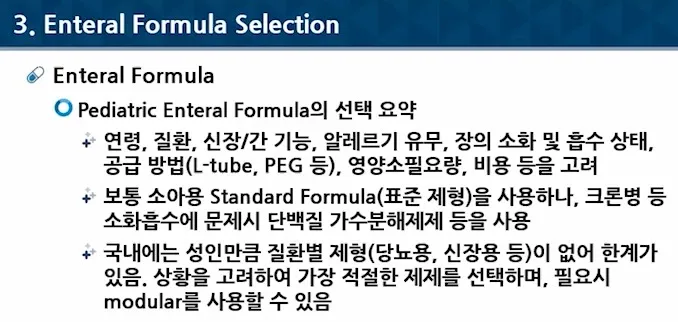 3. Enteral Formula Selection
Enteral Formula
Pediatric Enteral Formula의 선택 요약
연령, 질환, 신장/간 기능, 알레르기 유무, 장의 소화 및 흡수 상태,
공급 방법(L-tube, PEG 등), 영양소필요량, 비용 등을 고려
보통 소아용 Standard Formula(표준 제형)을 사용하나, 크론병 등
소화흡수에 문제시 단백질 가수분해제제 등을 사용
국내에는 성인만큼 질환별 제형(당뇨용, 신장용 등)이 없어 한계가
있음. 상황을 고려하여 가장 적절한 제제를 선택하며, 필요시
modular를 사용할 수 있음